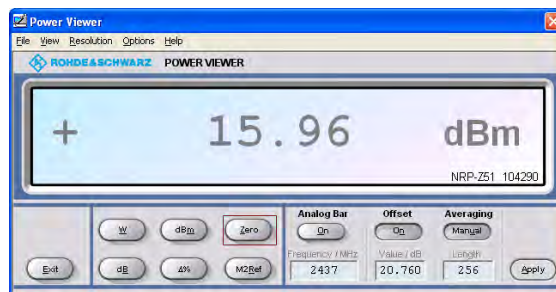 Power Viewer
File View Resolution Options Help
ROHDE&SCHWARZ POWER VIEWER
+ 15.96 dBm
NRP-Z51 104290
Analog Bar Offset Averaging
W dBm Zero On On Manual
Frequency / MHz Value / dB Length
Exit dB Δ% M2Ref 2437 20.760 256 Apply